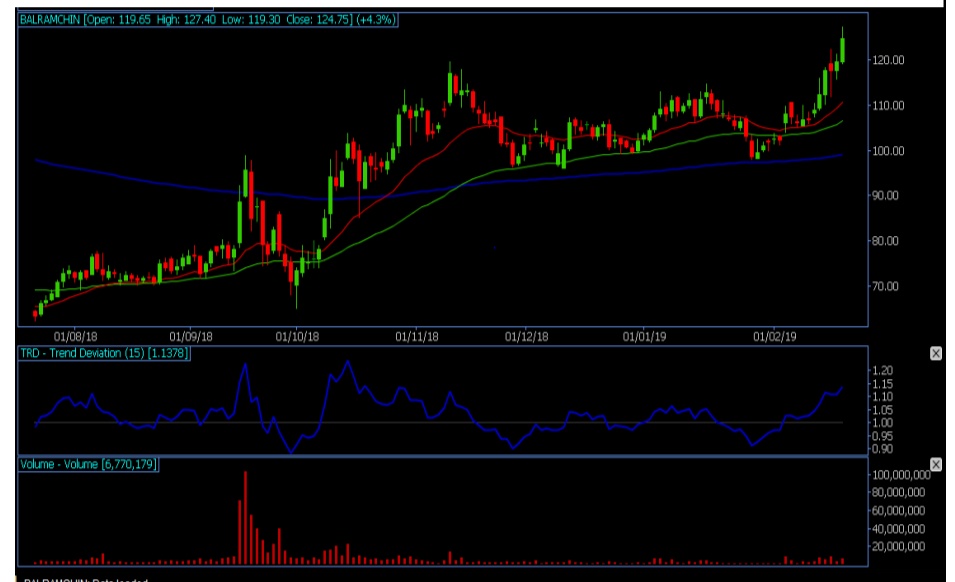 BALRAMCHIN [Open: 119.65 High: 127.40 Low: 119.30 Close: 124.75] (+4.3%)
120.00
110.00
100.00
90.00
80.00
70.00
01/08/18 01/09/18 01/10/18 01/11/18 01/12/18 01/01/19 01/02/19
TRD - Trend Deviation (15) [1.1378]
X
1.20
1.15
1.10
1.05
1.00
0.95
0.90
Volume - Volume [6,770,179]
X
100,000,000
80,000,000
60,000,000
40,000,000
20,000,000
BALRAMCHIN: Data loaded